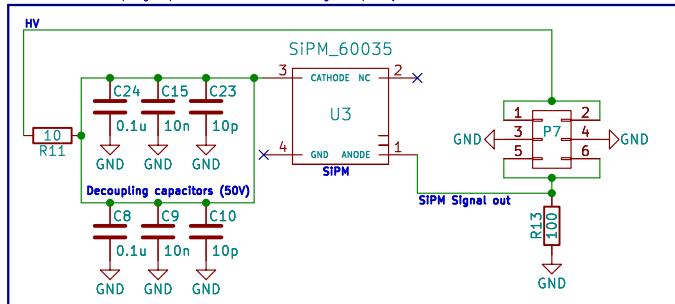 HV
SiPM_60035
3 CATHODE NC 2
C24 C15 C23
U3
0.1u 10n 10p
GND GND GND
10
R11
4 GND ANODE 1
SiPM
1 2
GND 3 P7 4 GND
5 6
Decoupling capacitors (50V)
SiPM Signal out
C8 C9 C10
0.1u 10n 10p
GND GND GND
R13
100
GND